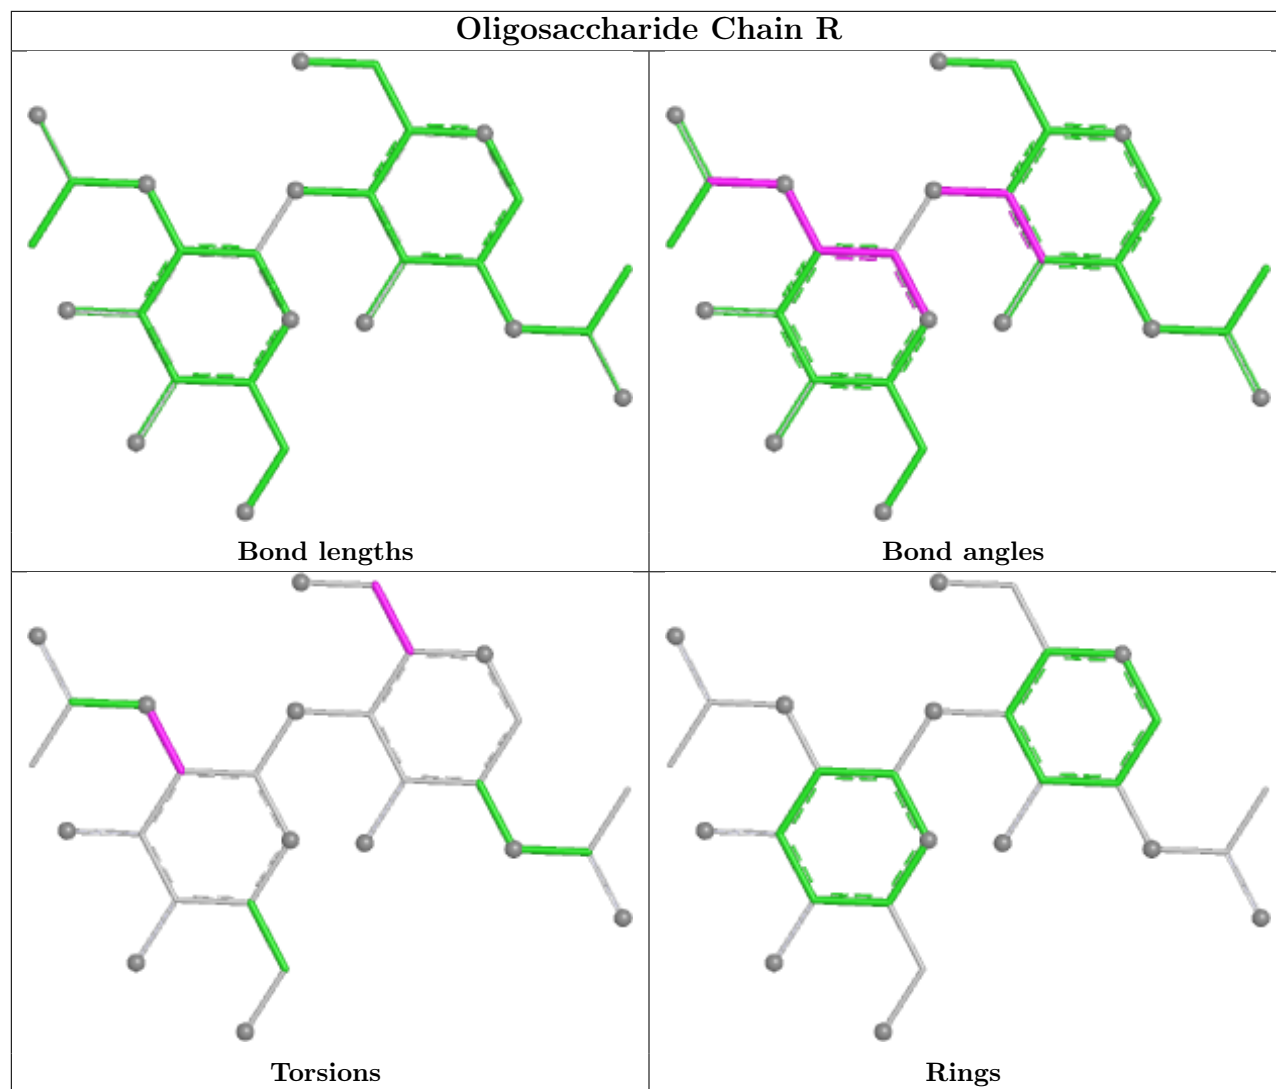 Oligosaccharide Chain R
Bond lengths
Bond angles
Torsions
Rings